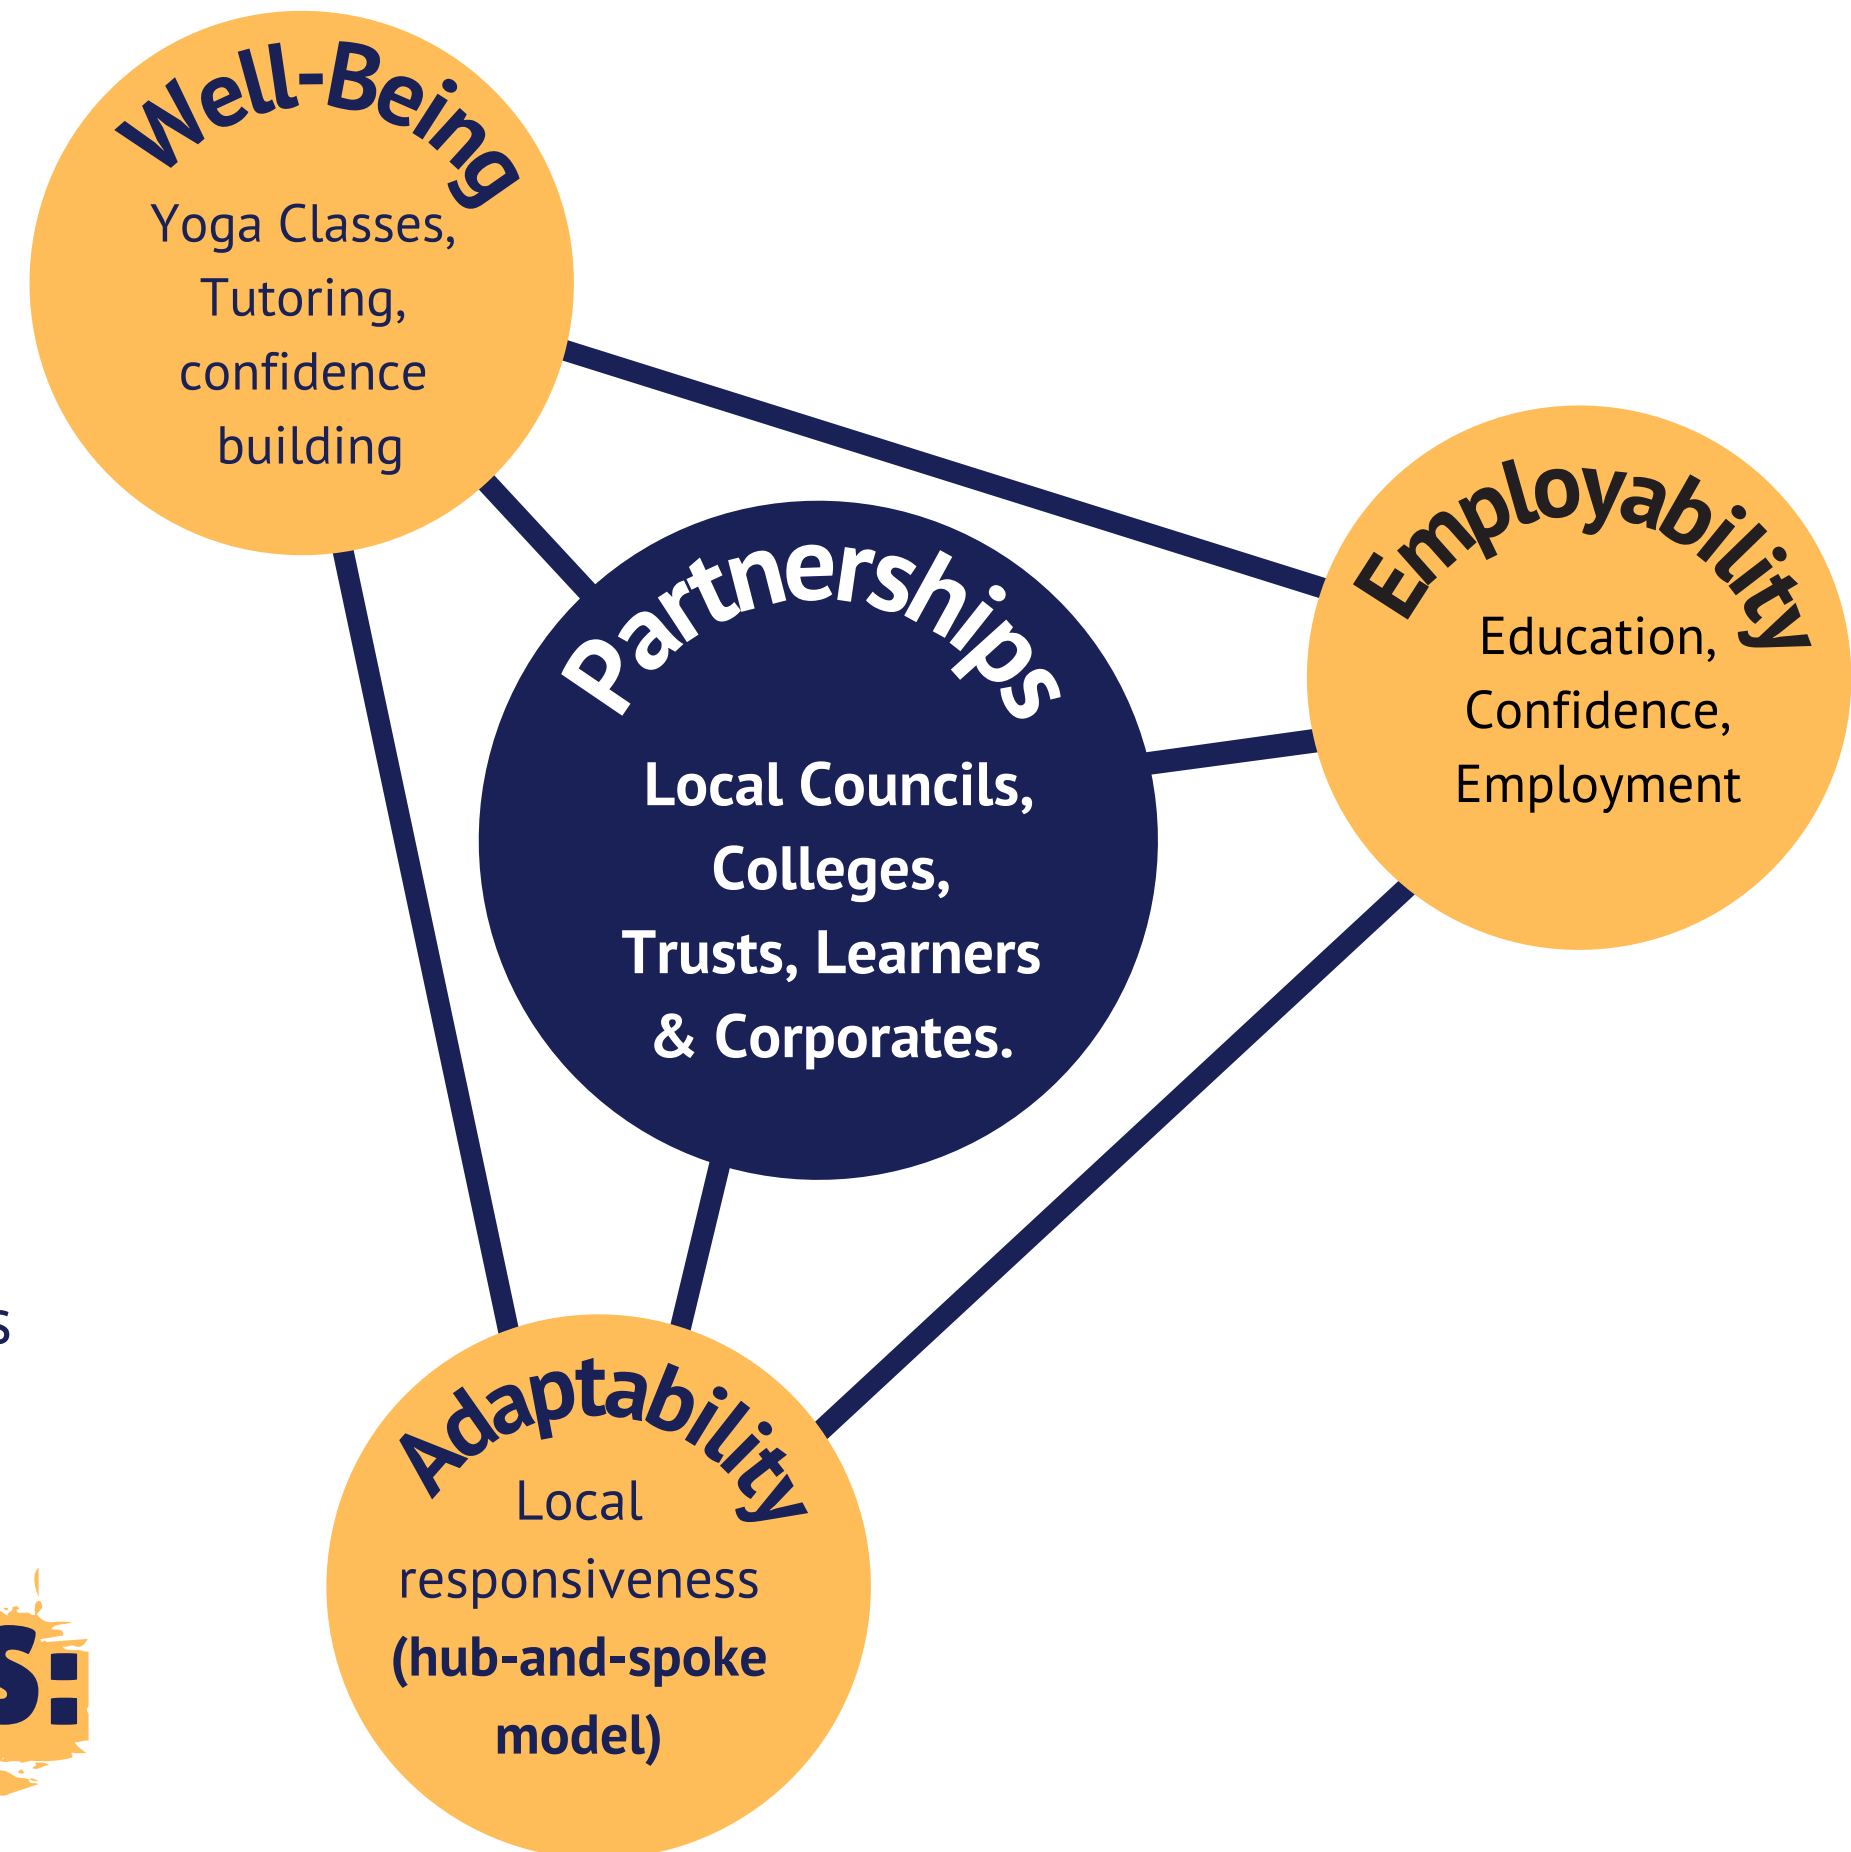 Well-Being
Yoga Classes,
Tutoring,
confidence
building
Employability
Education,
Confidence,
Employment
Partnerships
Local Councils,
Colleges,
Trusts, Learners
& Corporates.
s
Adaptability
Local
responsiveness
(hub-and-spoke
model)
S: